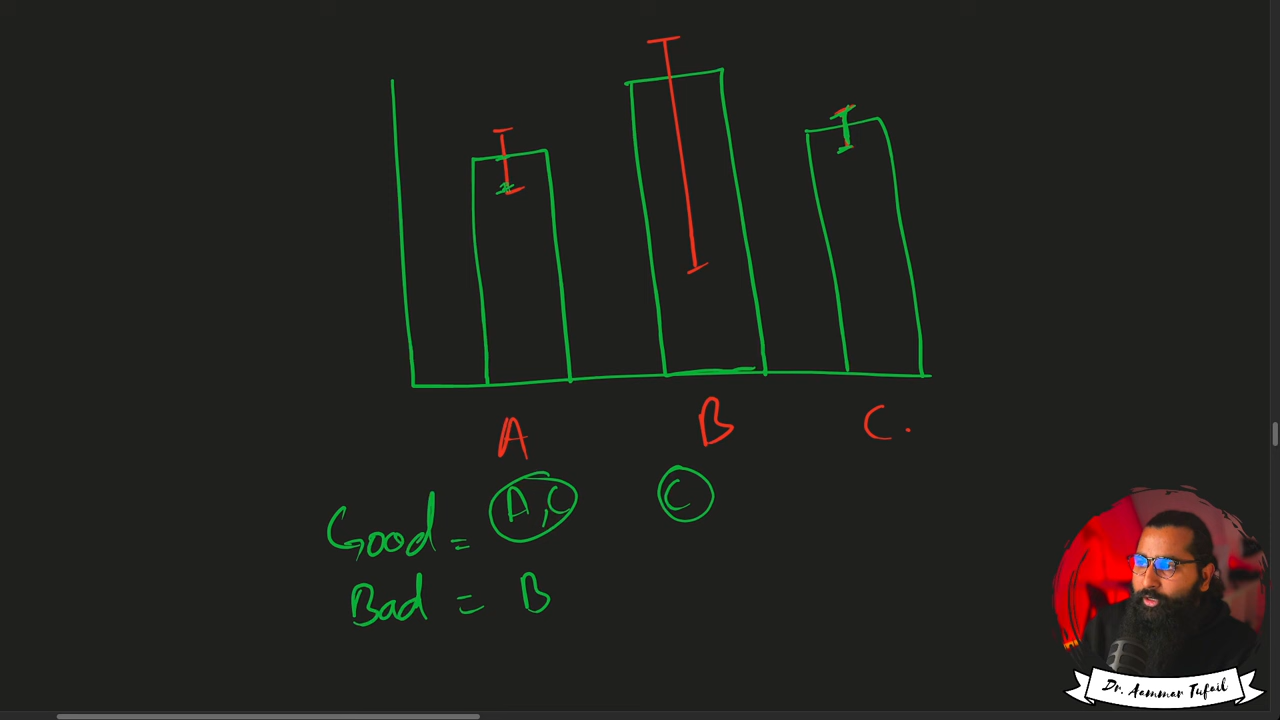 A B C.
Good = A,C C
Bad = B
Dr. Aammar Tufail